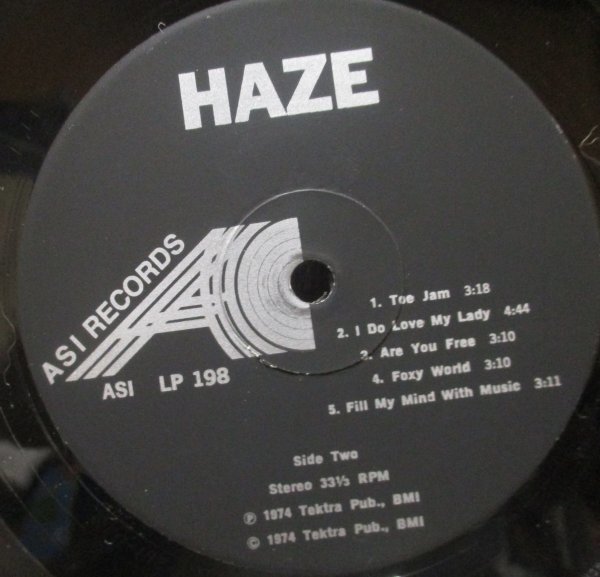 HAZE
ASI RECORDS
ASI LP 198
1. Toe Jam 3:18
2. I Do Love My Lady 4:44
3. Are You Free 3:10
4. Foxy World 3:10
5. Fill My Mind With Music 3:11
Side Two
Stereo 33⅓ RPM
℗ 1974 Tektra Pub., BMI
© 1974 Tektra Pub., BMI